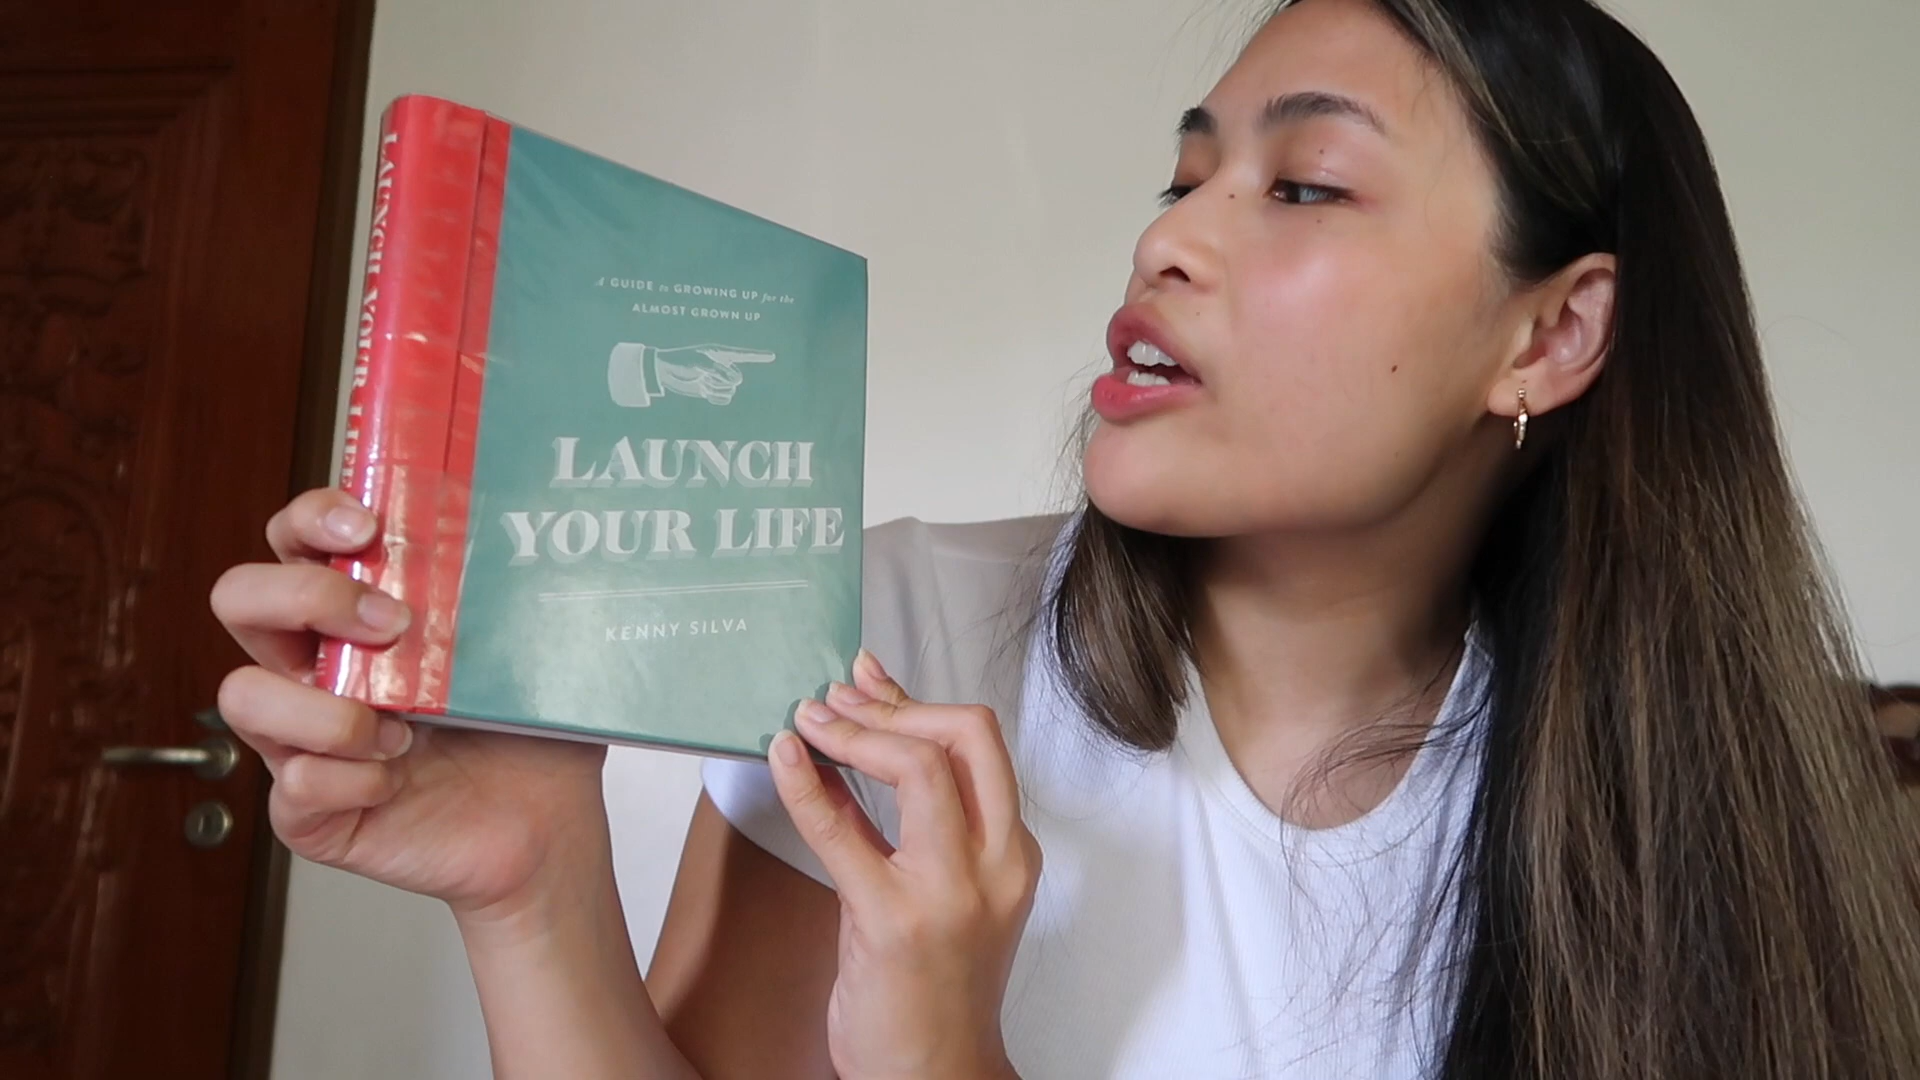 LAUNCH YOUR LIFE
A GUIDE to GROWING UP for the
ALMOST GROWN UP
LAUNCH
YOUR LIFE
KENNY SILVA